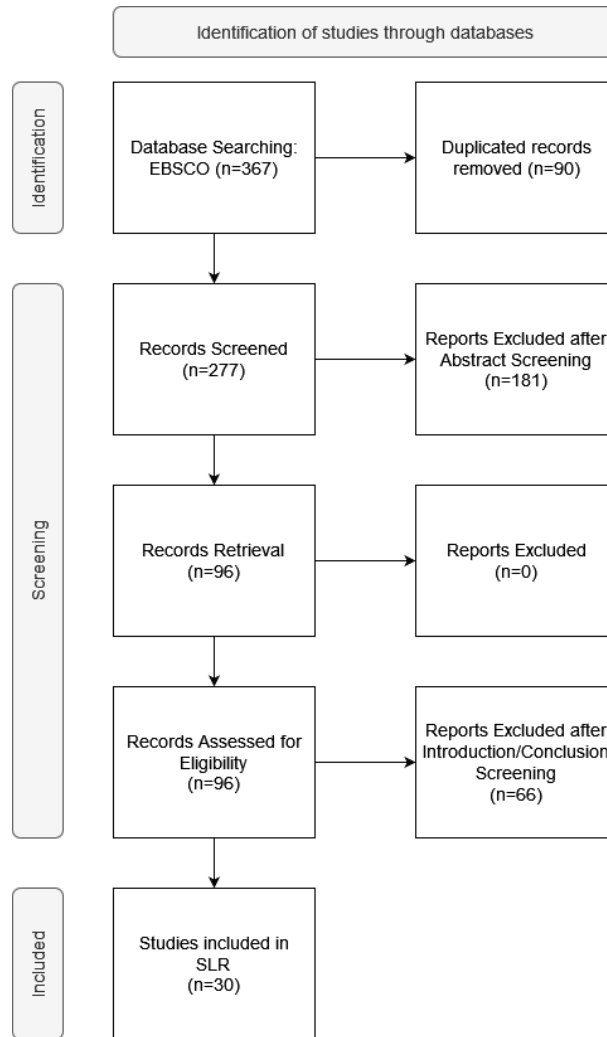 Identification of studies through databases
Identification
Database Searching:
EBSCO (n=367)
Duplicated records
removed (n=90)
Screening
Records Screened
(n=277)
Reports Excluded after
Abstract Screening
(n=181)
Records Retrieval
(n=96)
Reports Excluded
(n=0)
Records Assessed for
Eligibility
(n=96)
Reports Excluded after
Introduction/Conclusion
Screening
(n=66)
Included
Studies included in
SLR
(n=30)